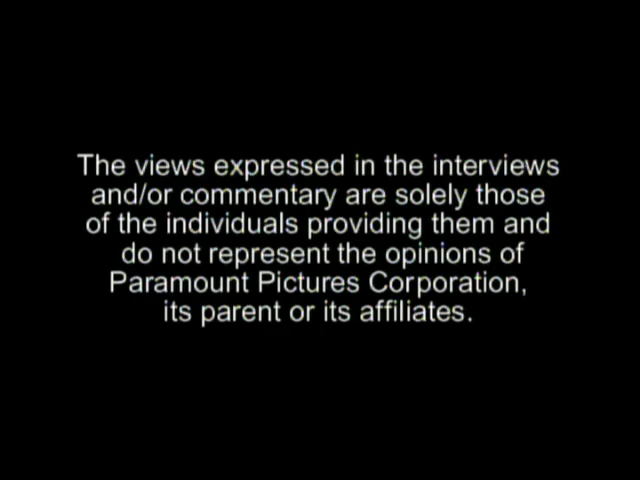 The views expressed in the interviews
and/or commentary are solely those
of the individuals providing them and
do not represent the opinions of
Paramount Pictures Corporation,
its parent or its affiliates.